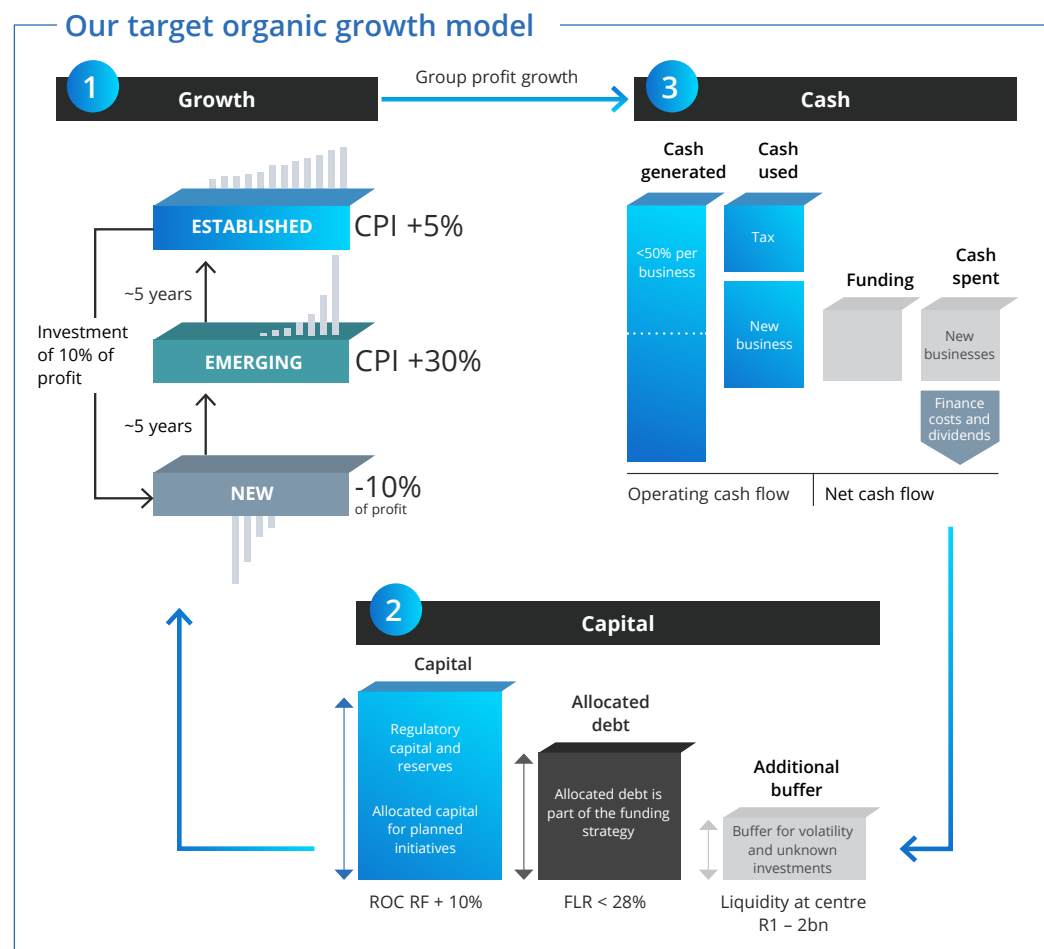 Our target organic growth model
1
Growth
Group profit growth
ESTABLISHED
CPI +5%
~5 years
Investment
of 10% of
profit
EMERGING
CPI +30%
~5 years
NEW
-10%
of profit
3
Cash
Cash
generated
Cash
used
<50% per
business
Tax
New
business
Funding
Cash
spent
New
businesses
Finance
costs and
dividends
Operating cash flow
Net cash flow
2
Capital
Capital
Regulatory
capital and
reserves
Allocated capital
for planned
initiatives
ROC RF + 10%
Allocated
debt
Allocated debt is
part of the funding
strategy
FLR < 28%
Additional
buffer
Buffer for volatility
and unknown
investments
Liquidity at centre
R1 – 2bn